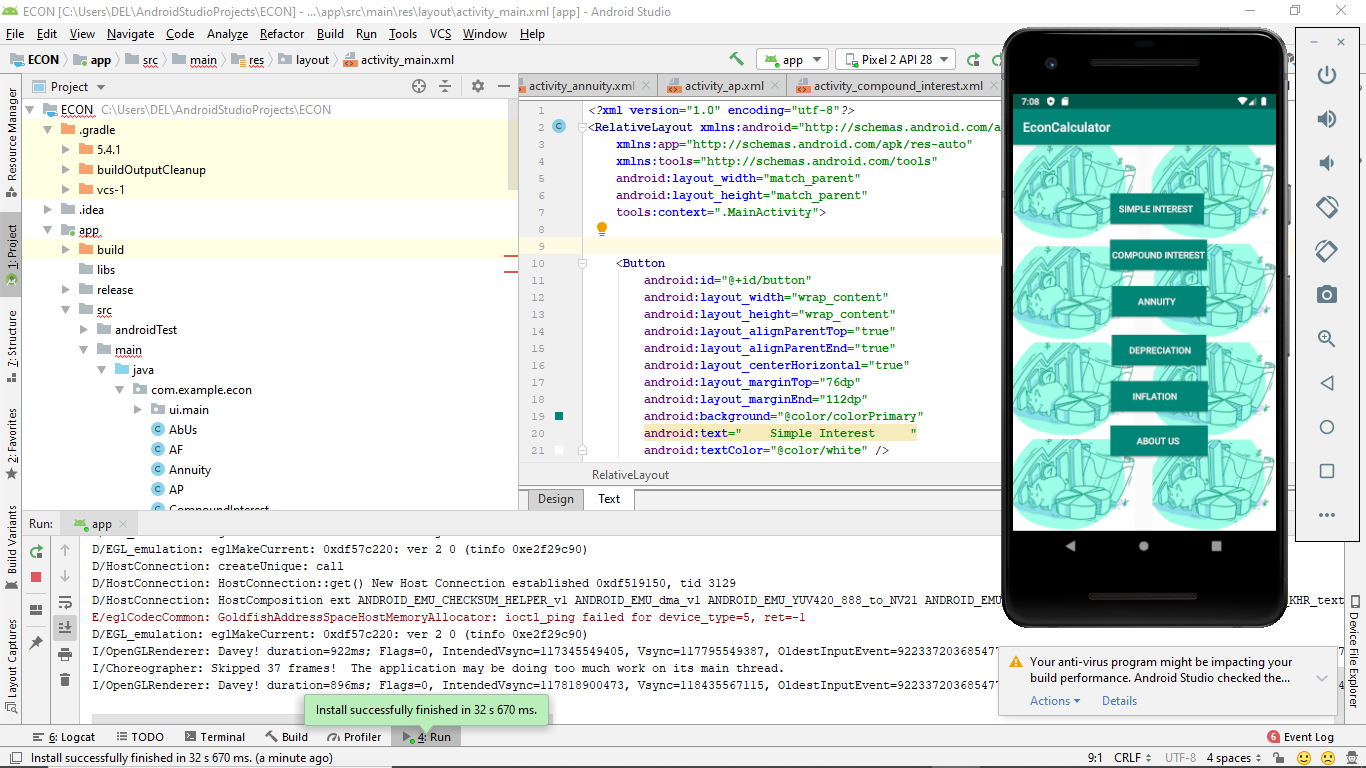 ECON [C:\Users\DEL\AndroidStudioProjects\ECON] - ...\app\src\main\res\layout\activity_main.xml [app] - Android Studio
File Edit View Navigate Code Analyze Refactor Build Run Tools VCS Window Help
ECON app src main res layout activity_main.xml
app Pixel 2 API 28
Project
activity_annuity.xml activity_ap.xml activity_compound_interest.xml
Resource Manager
1: Project
7: Structure
2: Favorites
Build Variants
Layout Captures
ECON C:\Users\DEL\AndroidStudioProjects\ECON
.gradle
5.4.1
buildOutputCleanup
vcs-1
.idea
app
build
libs
release
src
androidTest
main
java
com.example.econ
ui.main
AbUs
AF
Annuity
AP
CompoundInterest
1 <?xml version="1.0" encoding="utf-8"?>
2 <RelativeLayout xmlns:android="http://schemas.android.com/a
3 xmlns:app="http://schemas.android.com/apk/res-auto"
4 xmlns:tools="http://schemas.android.com/tools"
5 android:layout_width="match_parent"
6 android:layout_height="match_parent"
7 tools:context=".MainActivity">
8
9
10 <Button
11 android:id="@+id/button"
12 android:layout_width="wrap_content"
13 android:layout_height="wrap_content"
14 android:layout_alignParentTop="true"
15 android:layout_alignParentEnd="true"
16 android:layout_centerHorizontal="true"
17 android:layout_marginTop="76dp"
18 android:layout_marginEnd="112dp"
19 android:background="@color/colorPrimary"
20 android:text="    Simple Interest     "
21 android:textColor="@color/white" />
RelativeLayout
Design Text
7:08
EconCalculator
SIMPLE INTEREST
COMPOUND INTEREST
ANNUITY
DEPRECIATION
INFLATION
ABOUT US
Run: app
D/EGL_emulation: eglMakeCurrent: 0xdf57c220: ver 2 0 (tinfo 0xe2f29c90)
D/HostConnection: createUnique: call
D/HostConnection: HostConnection::get() New Host Connection established 0xdf519150, tid 3129
D/HostConnection: HostComposition ext ANDROID_EMU_CHECKSUM_HELPER_v1 ANDROID_EMU_dma_v1 ANDROID_EMU_YUV420_888_to_NV21 ANDROID_EMU_ KHR_text
E/eglCodecCommon: GoldfishAddressSpaceHostMemoryAllocator: ioctl_ping failed for device_type=5, ret=-1
D/EGL_emulation: eglMakeCurrent: 0xdf57c220: ver 2 0 (tinfo 0xe2f29c90)
I/OpenGLRenderer: Davey! duration=922ms; Flags=0, IntendedVsync=117345549405, Vsync=117795549387, OldestInputEvent=922337203685477
I/Choreographer: Skipped 37 frames!  The application may be doing too much work on its main thread.
I/OpenGLRenderer: Davey! duration=896ms; Flags=0, IntendedVsync=117818900473, Vsync=118435567115, OldestInputEvent=922337203685477
Install successfully finished in 32 s 670 ms.
Your anti-virus program might be impacting your
build performance. Android Studio checked the...
Actions Details
Device File Explorer
6: Logcat TODO Terminal Build Profiler 4: Run 6 Event Log
Install successfully finished in 32 s 670 ms. (a minute ago) 9:1 CRLF UTF-8 4 spaces